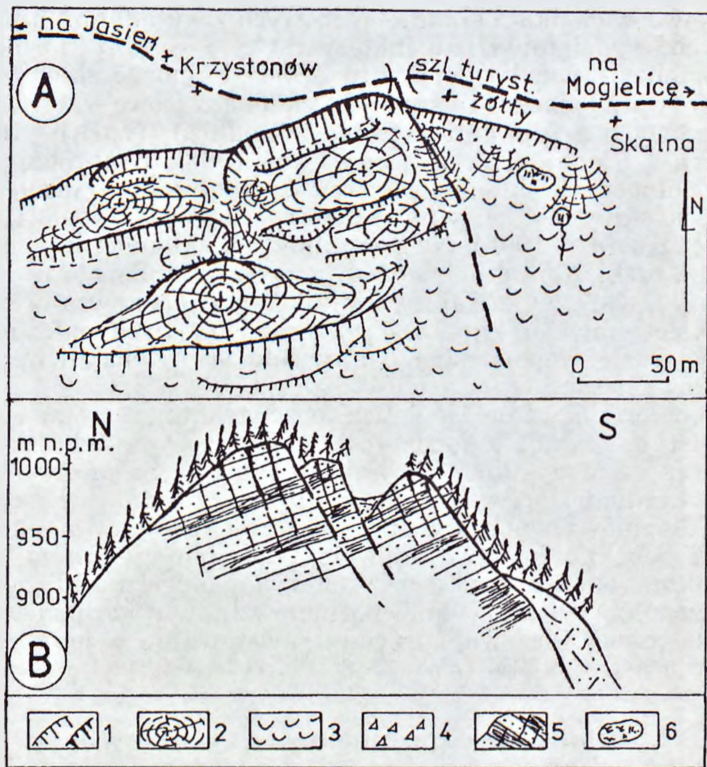 na Jasień
Krzystonów
szl. turyst.
żółty
na
Mogielicę
Skalna
A
N
0 50 m
N S
m n.p.m.
1000
950
900
B
1 2 3 4 5 6